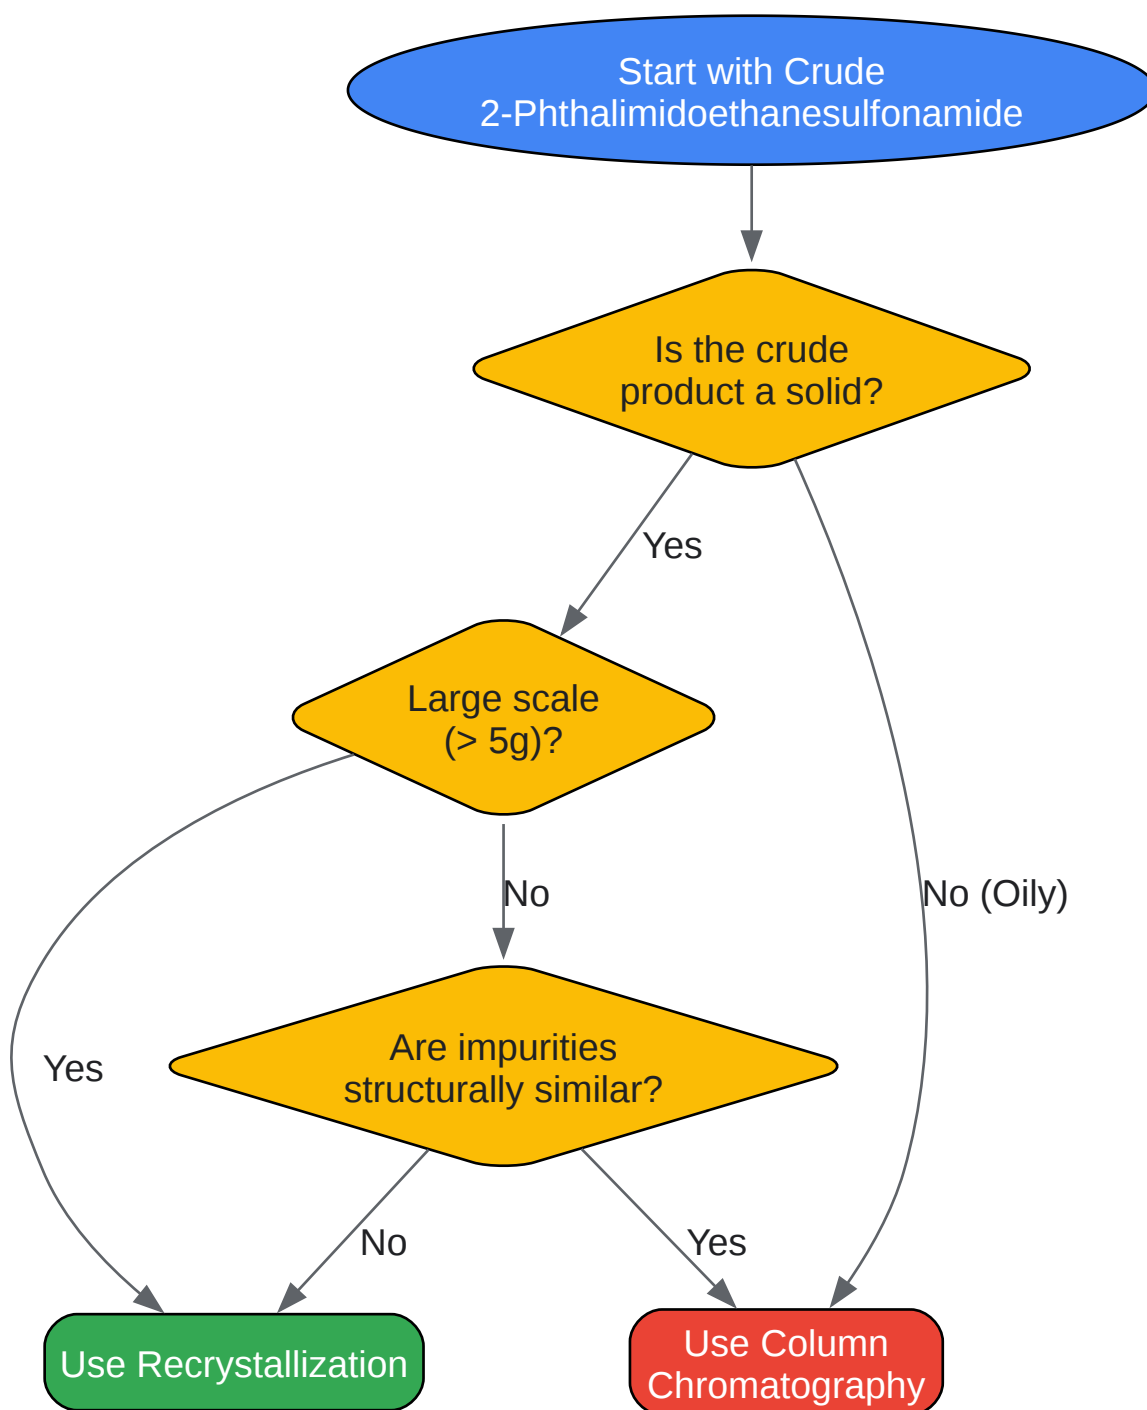 Start with Crude
2-Phthalimidoethanesulfonamide
Is the crude
product a solid?
Yes
Large scale
(> 5g)?
No
No (Oily)
Are impurities
structurally similar?
Yes
No
Yes
Use Recrystallization
Use Column
Chromatography